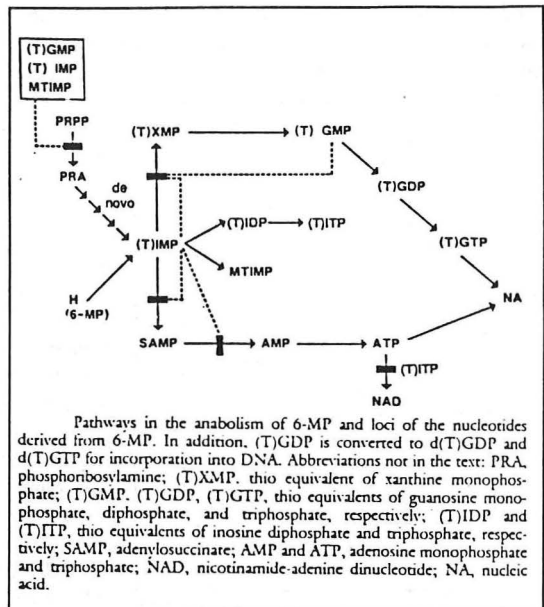 (T)GMP
(T) IMP
MTIMP
PRPP
(T)XMP
(T) GMP
PRA
de
novo
(T)GDP
(T)IDP
(T)ITP
(T)GTP
(T)IMP
MTIMP
H
(6-MP)
NA
SAMP
AMP
ATP
(T)ITP
NAD
Pathways in the anabolism of 6-MP and loci of the nucleotides
derived from 6-MP. In addition, (T)GDP is converted to d(T)GDP and
d(T)GTP for incorporation into DNA. Abbreviations not in the text: PRA,
phosphoribosylamine; (T)XMP. thio equivalent of xanthine monophos-
phate; (T)GMP. (T)GDP, (T)GTP, thio equivalents of guanosine mono-
phosphate, diphosphate, and triphosphate, respectively; (T)IDP and
(T)ITP, thio equivalents of inosine diphosphate and triphosphate, respec-
tively; SAMP, adenylosuccinate; AMP and ATP, adenosine monophosphate
and triphosphate; NAD, nicotinamide-adenine dinucleotide; NA, nucleic
acid.